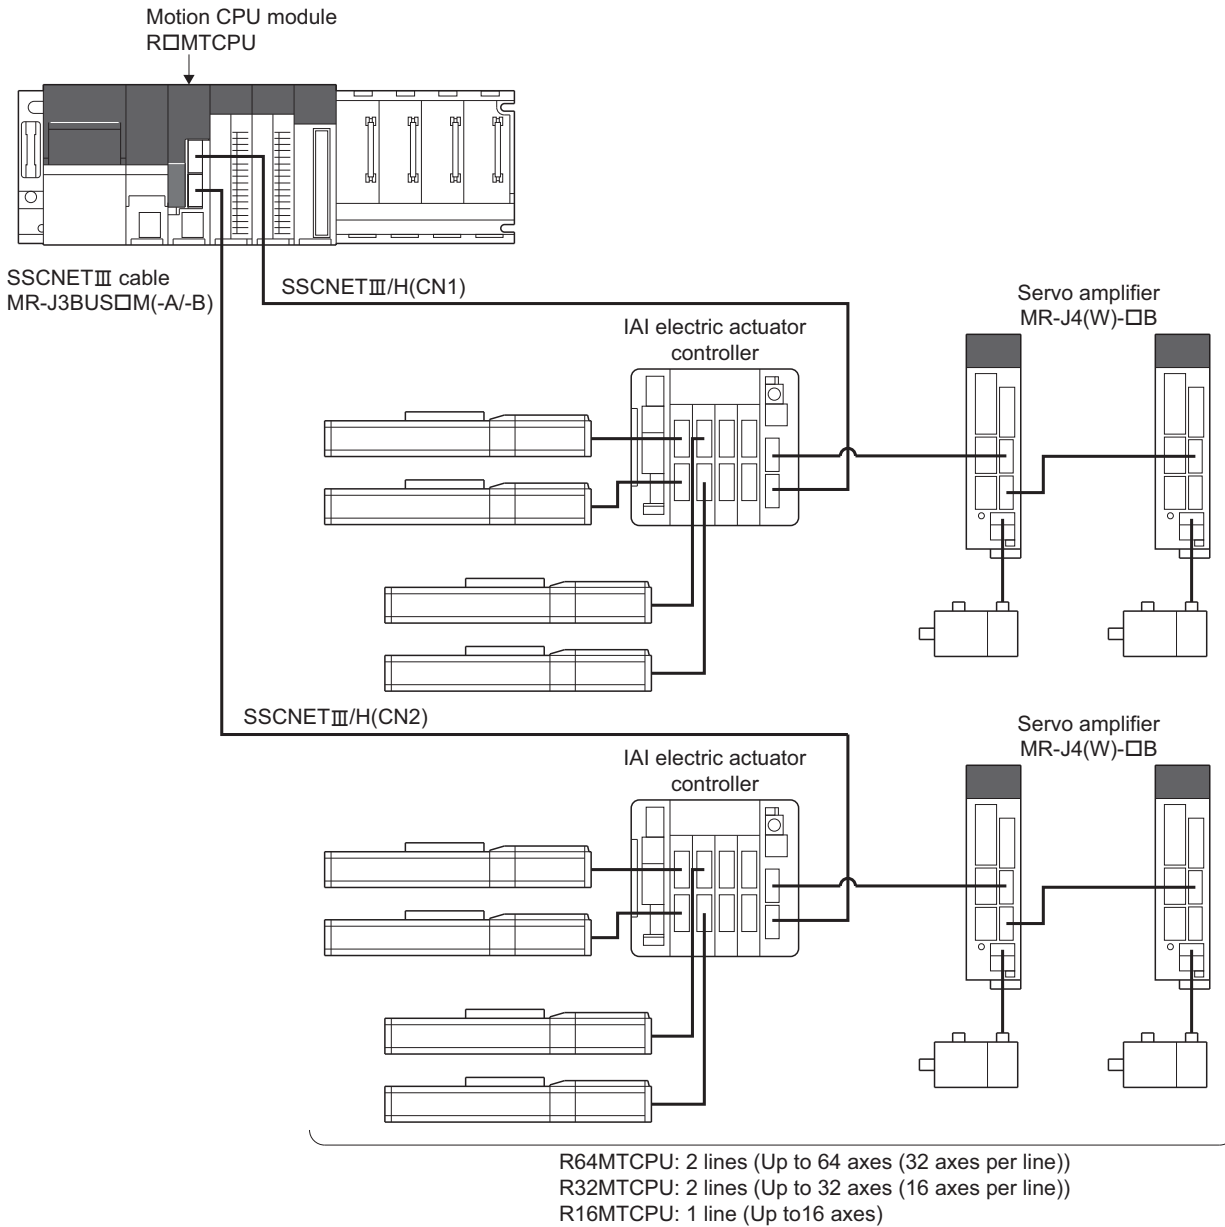 Motion CPU module
R□MTCPU
SSCNETⅢ cable
MR-J3BUS□M(-A/-B)
SSCNETⅢ/H(CN1)
IAI electric actuator
controller
Servo amplifier
MR-J4(W)-□B
SSCNETⅢ/H(CN2)
IAI electric actuator
controller
Servo amplifier
MR-J4(W)-□B
R64MTCPU: 2 lines (Up to 64 axes (32 axes per line))
R32MTCPU: 2 lines (Up to 32 axes (16 axes per line))
R16MTCPU: 1 line (Up to16 axes)